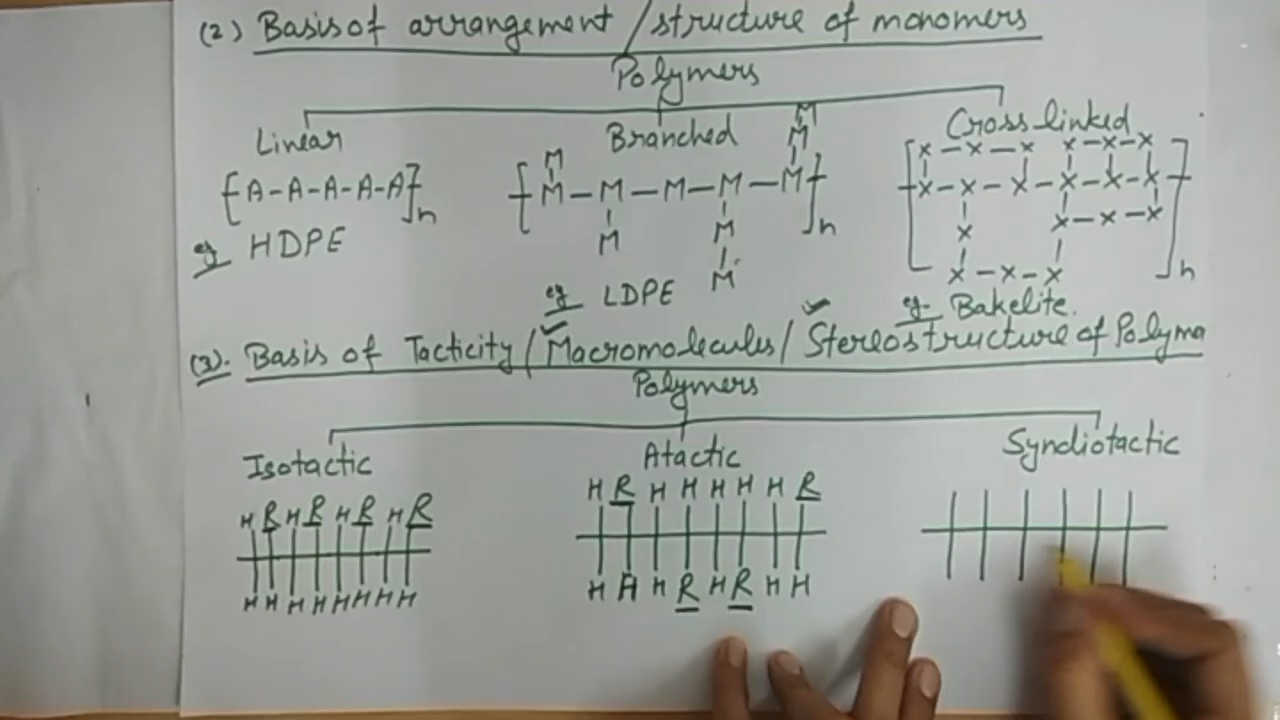 (2) Basis of arrangement / structure of monomers
Polymers
Linear
Branched
Cross linked
[A-A-A-A-A]n
M M
M
[M-M-M-M-M]n
M M
M
x-x-x x-x-x
[x-x-x-x-x-x]n
x x-x-x
x-x-x
eg HDPE
eg LDPE
eg. Bakelite.
(3). Basis of Tacticity / Macromolecules / Stereostructure of Polyme
Polymers
Isotactic
Atactic
Syndiotactic
H R H R H R H R
H H H H H H H H
H R H H H H H R
H H H R H R H H